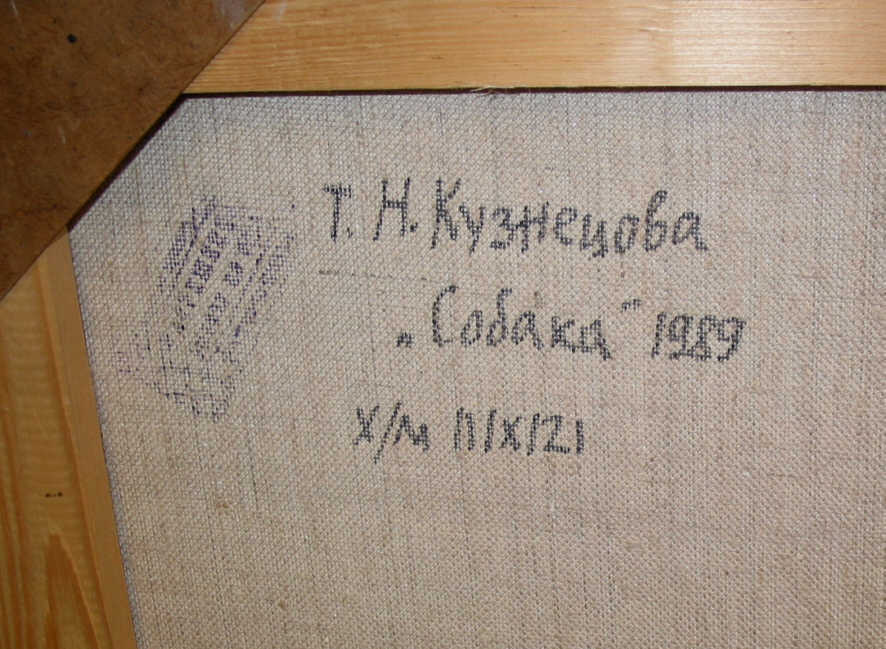 Т. Н. Кузнецова
„Собака" 1989
х/м 111х121